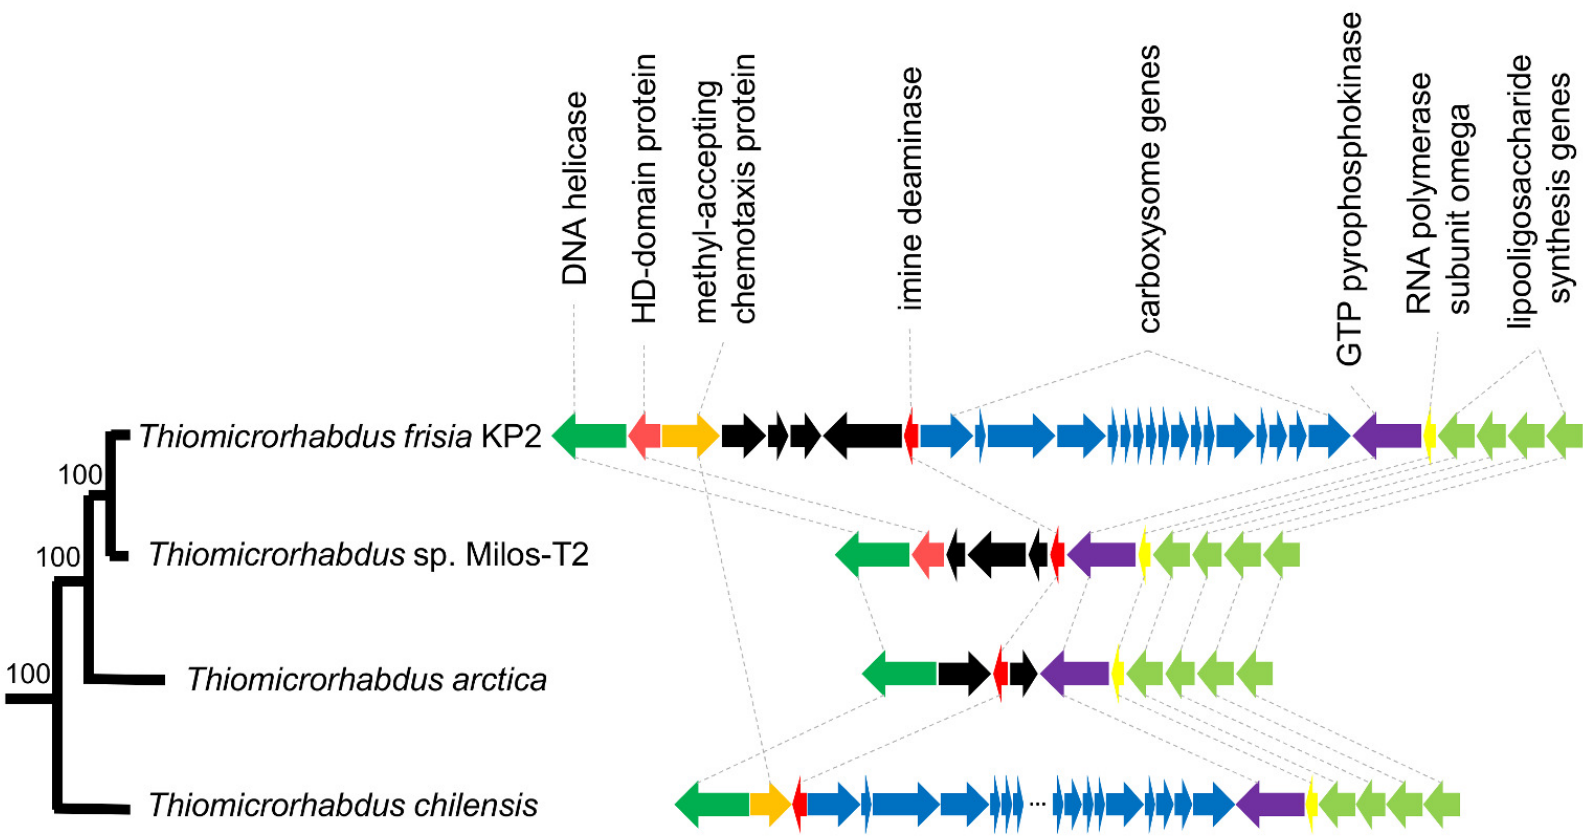 DNA helicase
HD-domain protein
methyl-accepting
chemotaxis protein
imine deaminase
carboxysome genes
GTP pyrophosphokinase
RNA polymerase
subunit omega
lipooligosaccharide
synthesis genes
Thiomicrorhabdus frisia KP2
100
Thiomicrorhabdus sp. Milos-T2
100
Thiomicrorhabdus arctica
100
Thiomicrorhabdus chilensis
...